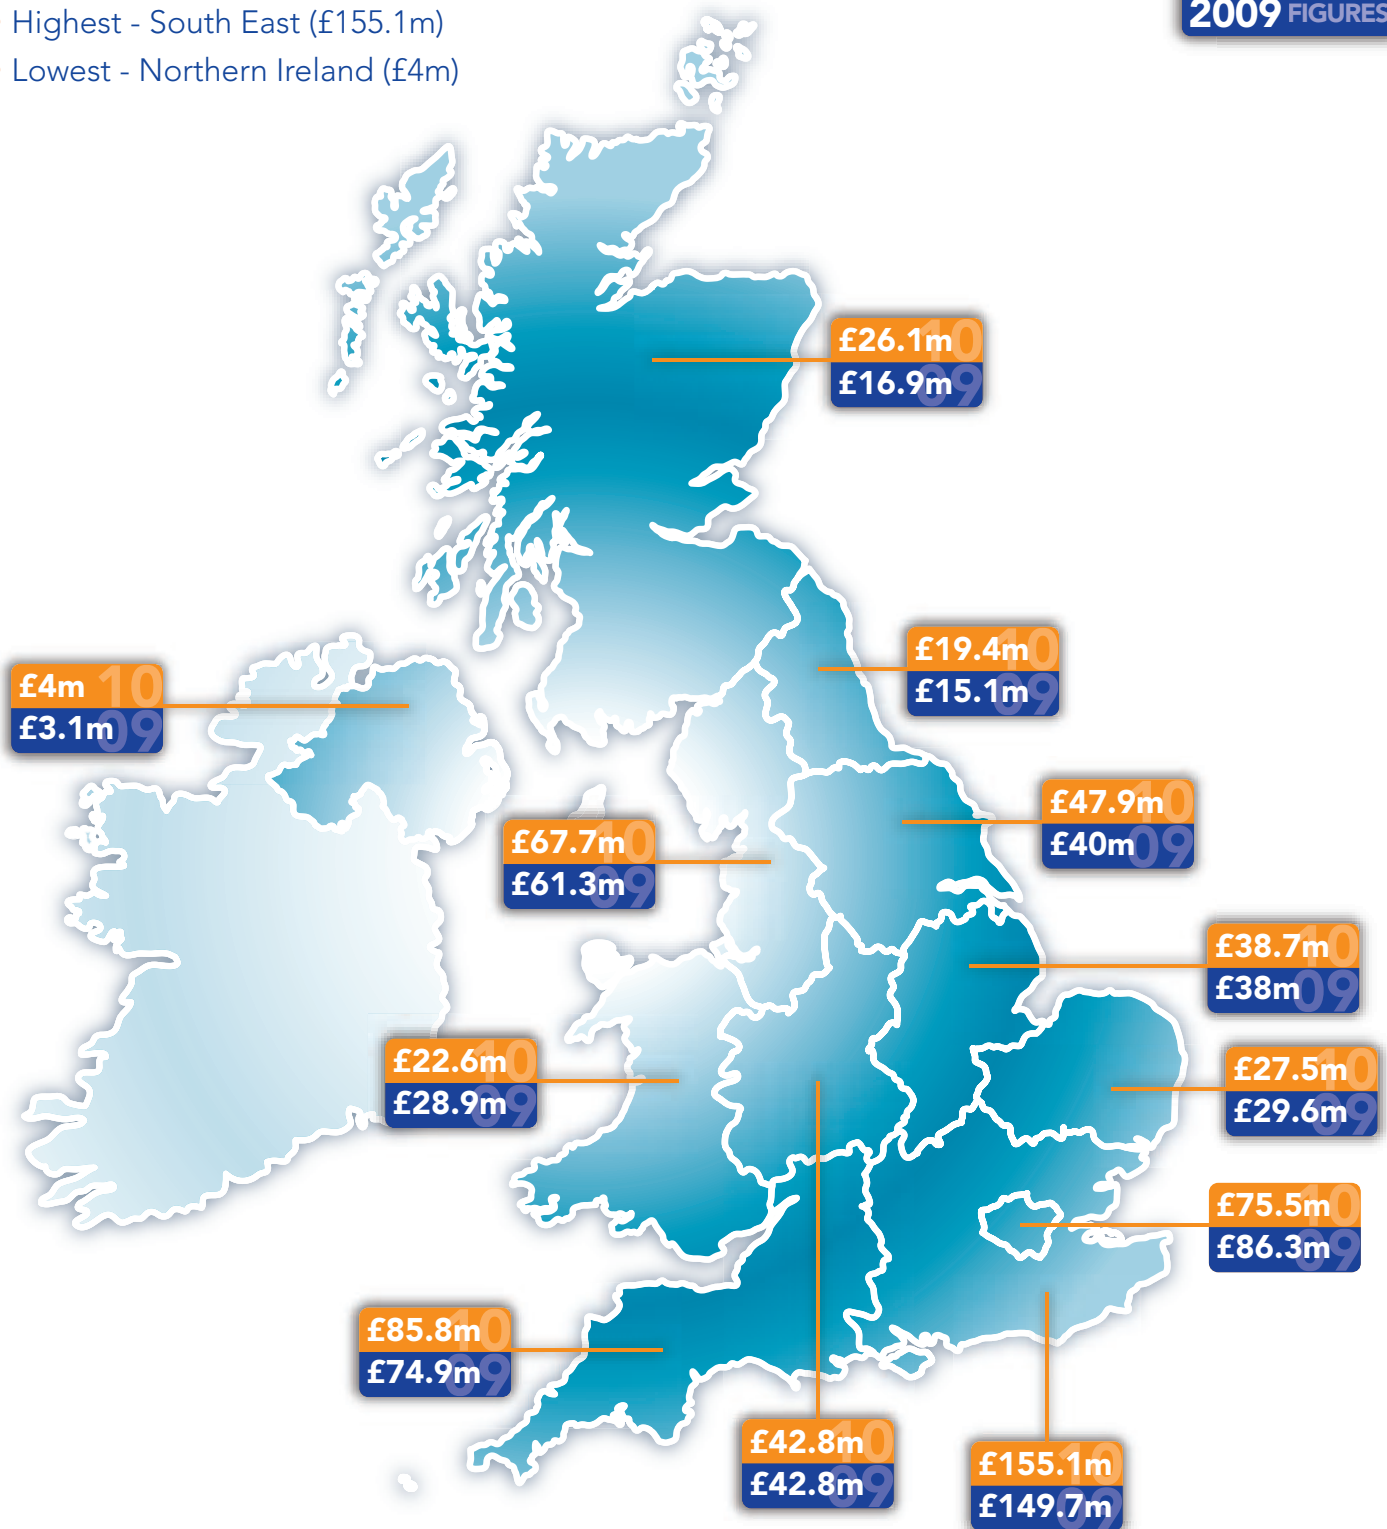 Highest - South East (£155.1m)
Lowest - Northern Ireland (£4m)
2009 FIGURES
£26.1m 10
£16.9m 09
£19.4m 10
£15.1m 09
£4m 10
£3.1m 09
£47.9m 10
£40m 09
£67.7m 10
£61.3m 09
£38.7m 10
£38m 09
£22.6m 10
£28.9m 09
£27.5m 10
£29.6m 09
£75.5m 10
£86.3m 09
£85.8m 10
£74.9m 09
£42.8m 10
£42.8m 09
£155.1m 10
£149.7m 09